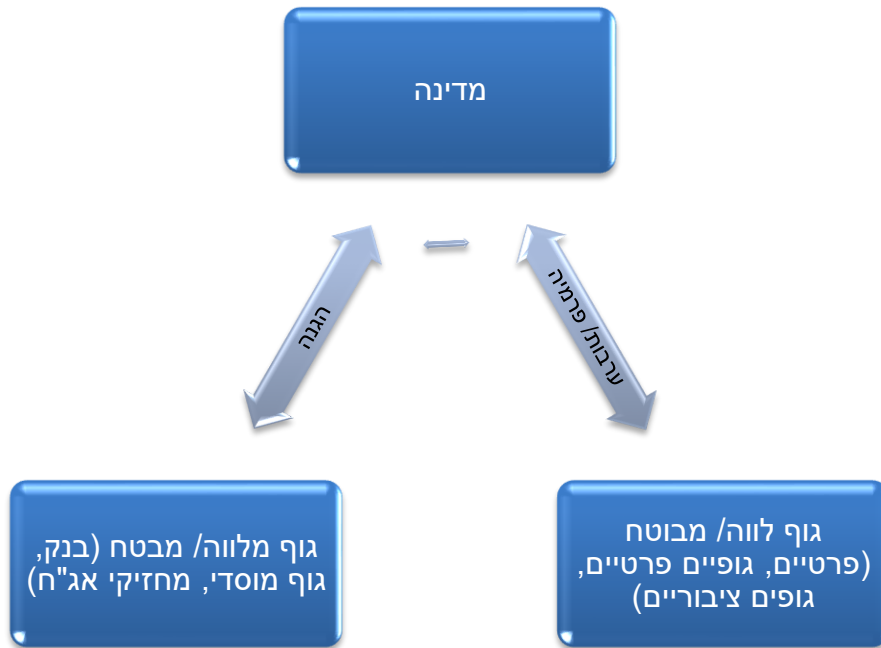 מדינה
ערבות/ פרמיה
הגנה
גוף לווה/ מבוטח
(פרטיים, גופיים פרטיים,
גופים ציבוריים)
גוף מלווה/ מבטח (בנק,
גוף מוסדי, מחזיקי אג"ח)